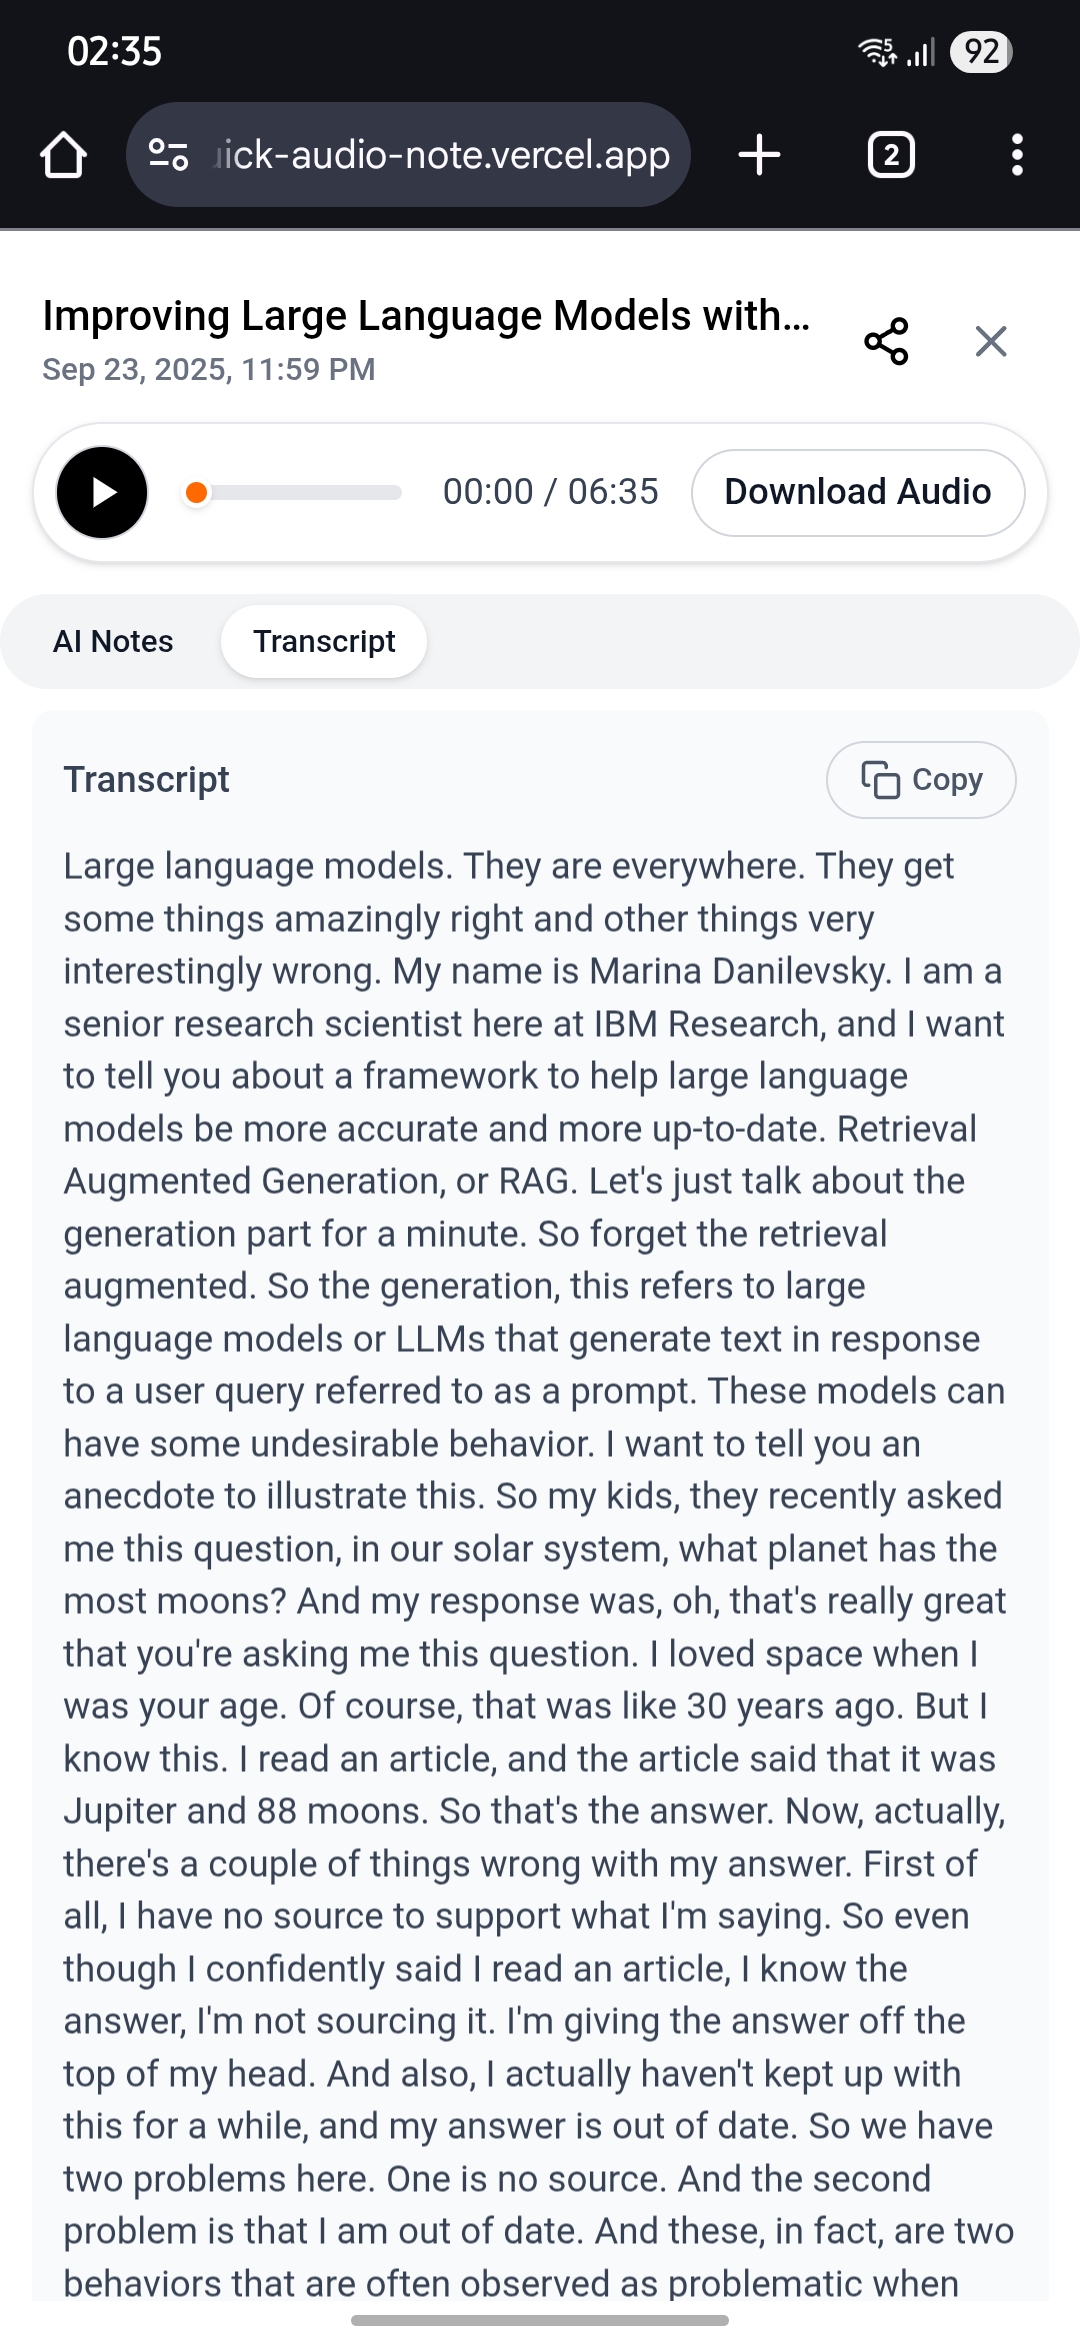 02:35
5
92
ick-audio-note.vercel.app
2
Improving Large Language Models with...
Sep 23, 2025, 11:59 PM
00:00 / 06:35
Download Audio
AI Notes
Transcript
Transcript
Copy
Large language models. They are everywhere. They get
some things amazingly right and other things very
interestingly wrong. My name is Marina Danilevsky. I am a
senior research scientist here at IBM Research, and I want
to tell you about a framework to help large language
models be more accurate and more up-to-date. Retrieval
Augmented Generation, or RAG. Let's just talk about the
generation part for a minute. So forget the retrieval
augmented. So the generation, this refers to large
language models or LLMs that generate text in response
to a user query referred to as a prompt. These models can
have some undesirable behavior. I want to tell you an
anecdote to illustrate this. So my kids, they recently asked
me this question, in our solar system, what planet has the
most moons? And my response was, oh, that's really great
that you're asking me this question. I loved space when I
was your age. Of course, that was like 30 years ago. But I
know this. I read an article, and the article said that it was
Jupiter and 88 moons. So that's the answer. Now, actually,
there's a couple of things wrong with my answer. First of
all, I have no source to support what I'm saying. So even
though I confidently said I read an article, I know the
answer, I'm not sourcing it. I'm giving the answer off the
top of my head. And also, I actually haven't kept up with
this for a while, and my answer is out of date. So we have
two problems here. One is no source. And the second
problem is that I am out of date. And these, in fact, are two
behaviors that are often observed as problematic when